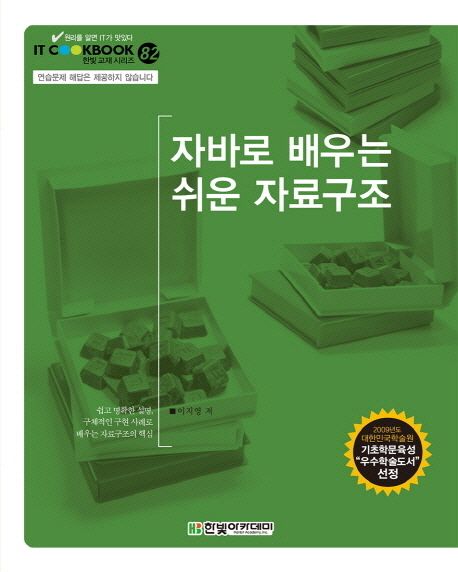 원리를 알면 IT가 맛있다
IT COOKBOOK
한빛 교재 시리즈 82
연습문제 해답은 제공하지 않습니다
자바로 배우는
쉬운 자료구조
쉽고 명확한 설명,
구체적인 구현 사례로
배우는 자료구조의 핵심
이지영 저
2009년도
대한민국학술원
기초학문육성
"우수학술도서"
선정
HB 한빛아카데미
Hanbit Academy, Inc.